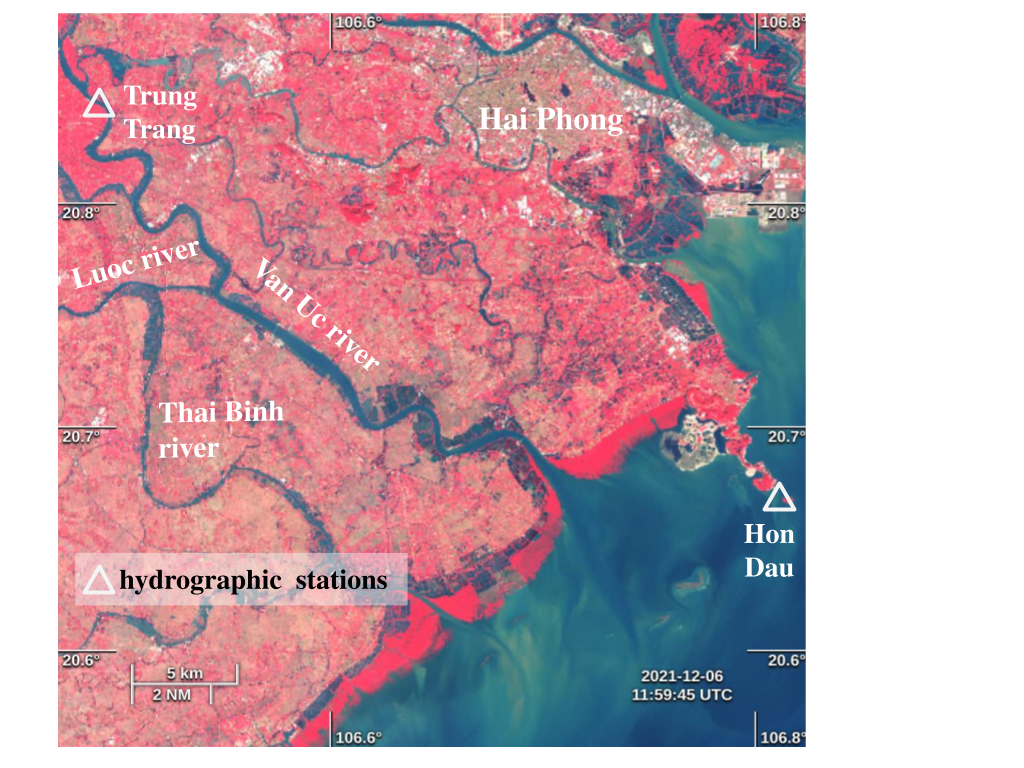 106.6°
106.8°
Trung
Trang
Hai Phong
20.8°
20.8°
Luoc river
Van Uc river
Thai Binh
river
20.7°
20.7°
Hon
Dau
hydrographic stations
20.6°
20.6°
5 km
2 NM
2021-12-06
11:59:45 UTC
106.6°
106.8°